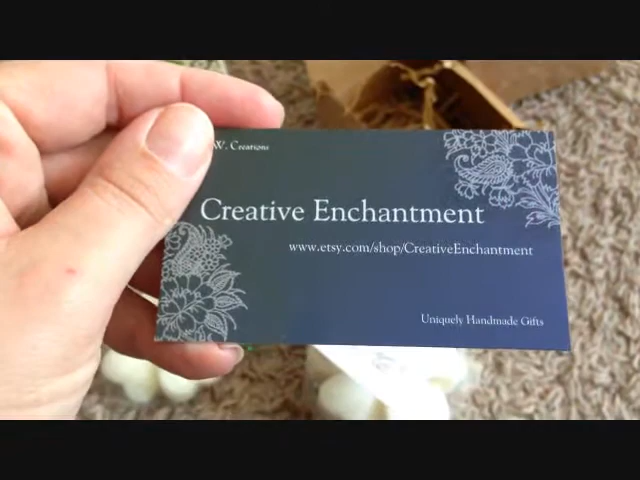 W. Creations
Creative Enchantment
www.etsy.com/shop/CreativeEnchantment
Uniquely Handmade Gifts